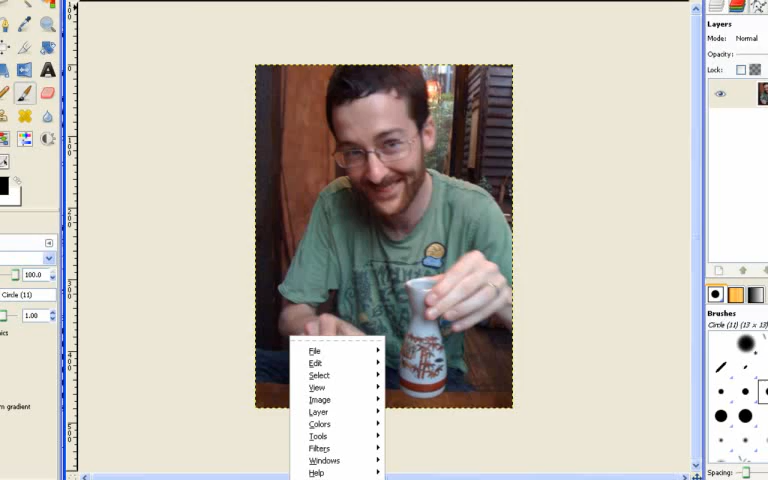 Layers
Mode: Normal
Opacity:
Lock:
100.0
Circle (11)
1.00
File
Edit
Select
View
Image
Layer
Colors
Tools
Filters
Windows
Help
Brushes
Circle (11) (13 x 13)
Spacing:
m gradient